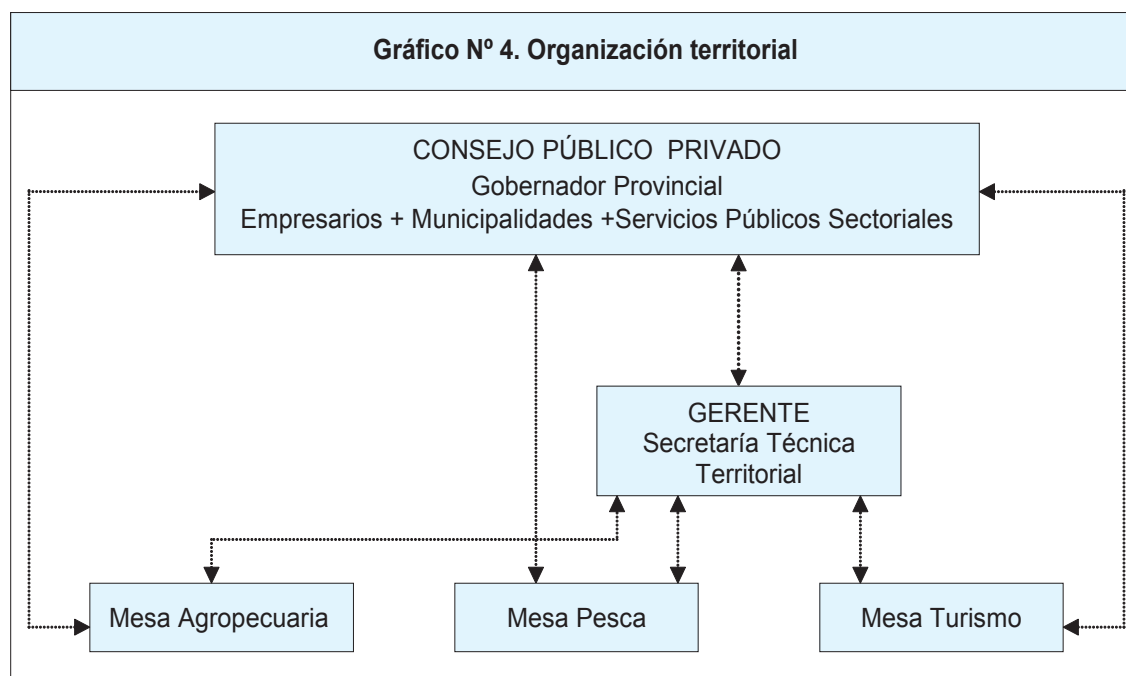 Gráfico Nº 4. Organización territorial
CONSEJO PÚBLICO PRIVADO
Gobernador Provincial
Empresarios + Municipalidades +Servicios Públicos Sectoriales
GERENTE
Secretaría Técnica
Territorial
Mesa Agropecuaria
Mesa Pesca
Mesa Turismo